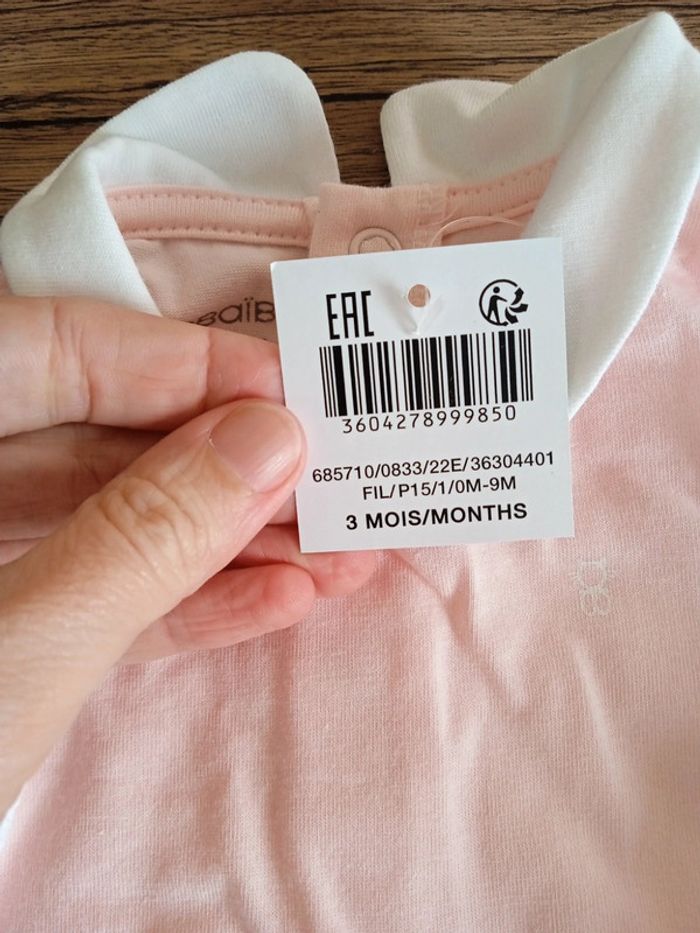 EAC
3604278999850
685710/0833/22E/36304401
FIL/P15/1/0M-9M
3 MOIS/MONTHS